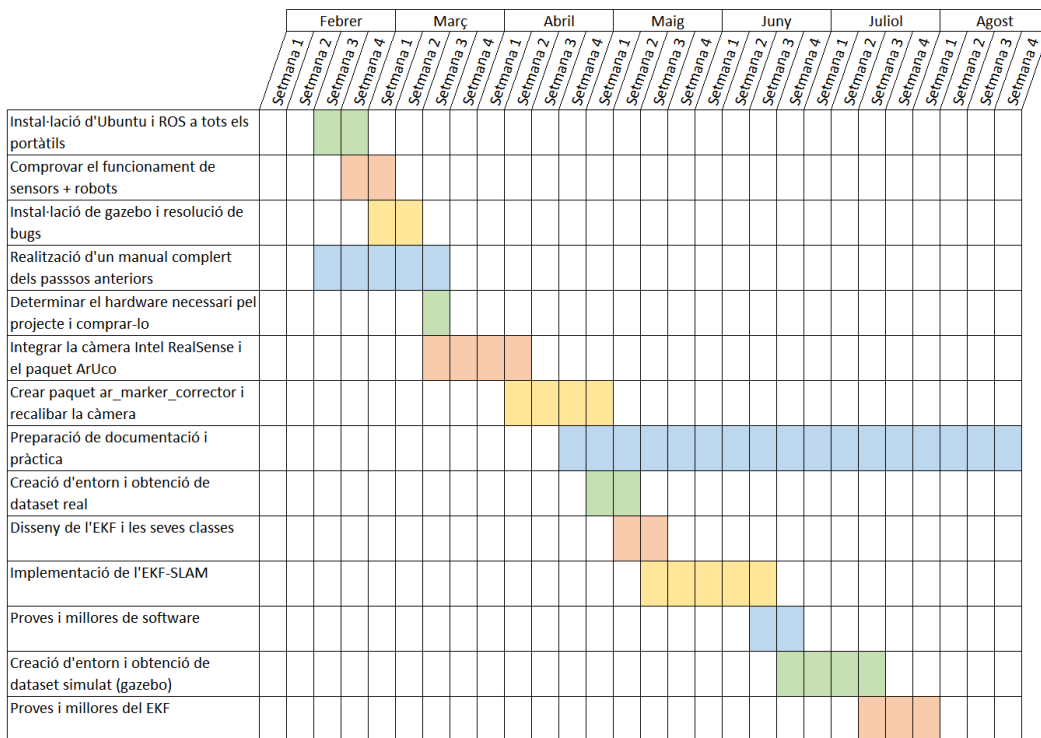 Febrer Març Abril Maig Juny Juliol Agost
Setmana 1 Setmana 2 Setmana 3 Setmana 4 Setmana 1 Setmana 2 Setmana 3 Setmana 4 Setmana 1 Setmana 2 Setmana 3 Setmana 4 Setmana 1 Setmana 2 Setmana 3 Setmana 4 Setmana 1 Setmana 2 Setmana 3 Setmana 4 Setmana 1 Setmana 2 Setmana 3 Setmana 4 Setmana 1 Setmana 2 Setmana 3 Setmana 4
Instal·lació d'Ubuntu i ROS a tots els
portàtils
Comprovar el funcionament de
sensors + robots
Instal·lació de gazebo i resolució de
bugs
Realització d'un manual complert
dels passsos anteriors
Determinar el hardware necessari pel
projecte i comprar-lo
Integrar la càmera Intel RealSense i
el paquet ArUco
Crear paquet ar_marker_corrector i
recalibar la càmera
Preparació de documentació i
pràctica
Creació d'entorn i obtenció de
dataset real
Disseny de l'EKF i les seves classes
Implementació de l'EKF-SLAM
Proves i millores de software
Creació d'entorn i obtenció de
dataset simulat (gazebo)
Proves i millores del EKF